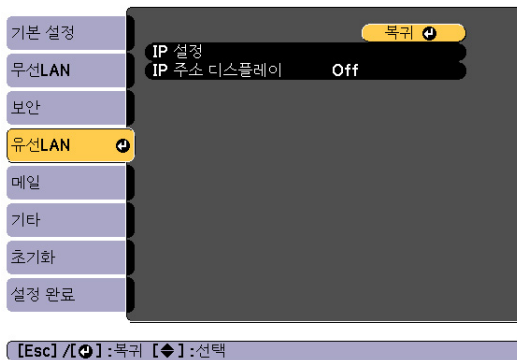 기본 설정
무선LAN
보안
유선LAN
메일
기타
초기화
설정 완료
복귀
IP 설정
IP 주소 디스플레이 Off
[Esc] /[⏎] :복귀 [◆] :선택